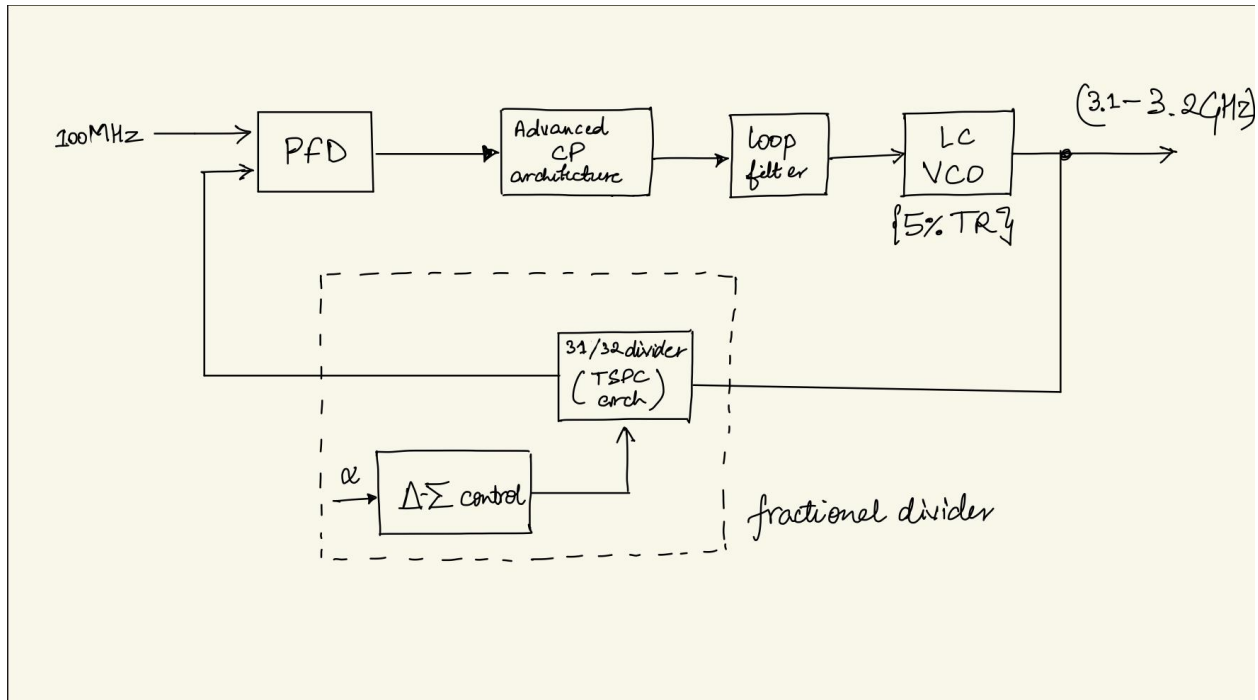 100MHz
PFD
Advanced
CP
architecture
loop
filter
LC
VCO
{5% TR}
(3.1-3.2GHz)
31/32 divider
(TSPC
arch)
α
Δ-Σ control
fractional divider